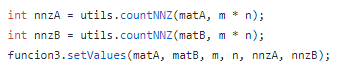 int nnzA = utils.countNNZ(matA, m * n);
int nnzB = utils.countNNZ(matB, m * n);
funcion3.setValues(matA, matB, m, n, nnzA, nnzB);